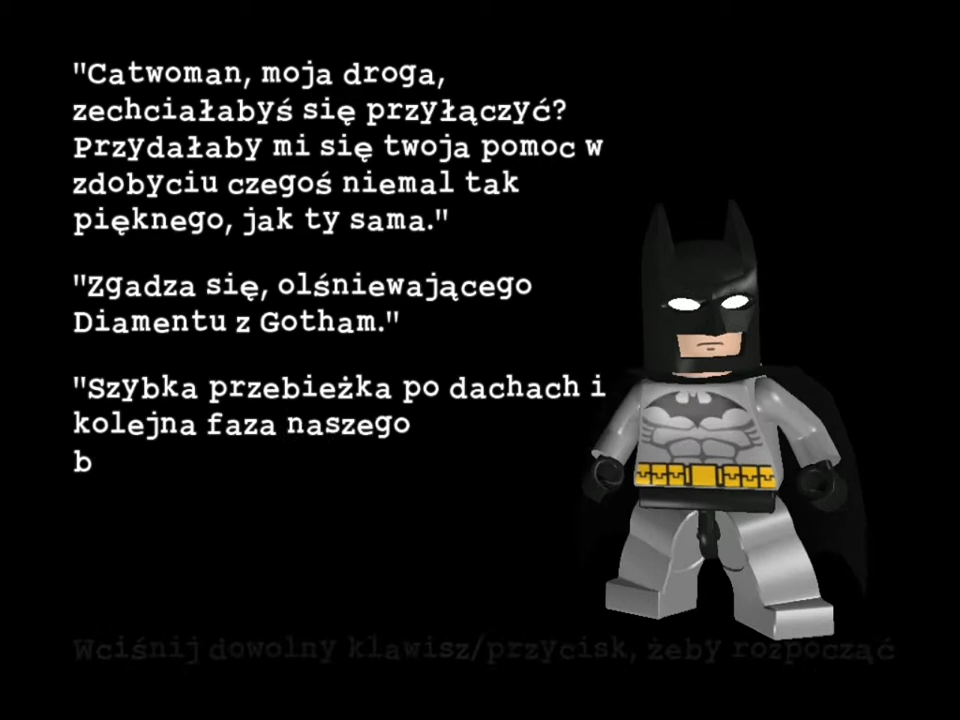 "Catwoman, moja droga,
zechciałabyś się przyłączyć?
Przydałaby mi się twoja pomoc w
zdobyciu czegoś niemal tak
pięknego, jak ty sama."
"Zgadza się, olśniewającego
Diamentu z Gotham."
"Szybka przebieżka po dachach i
kolejna faza naszego
b
Wciśnij dowolny klawisz/przycisk, żeby rozpocząć